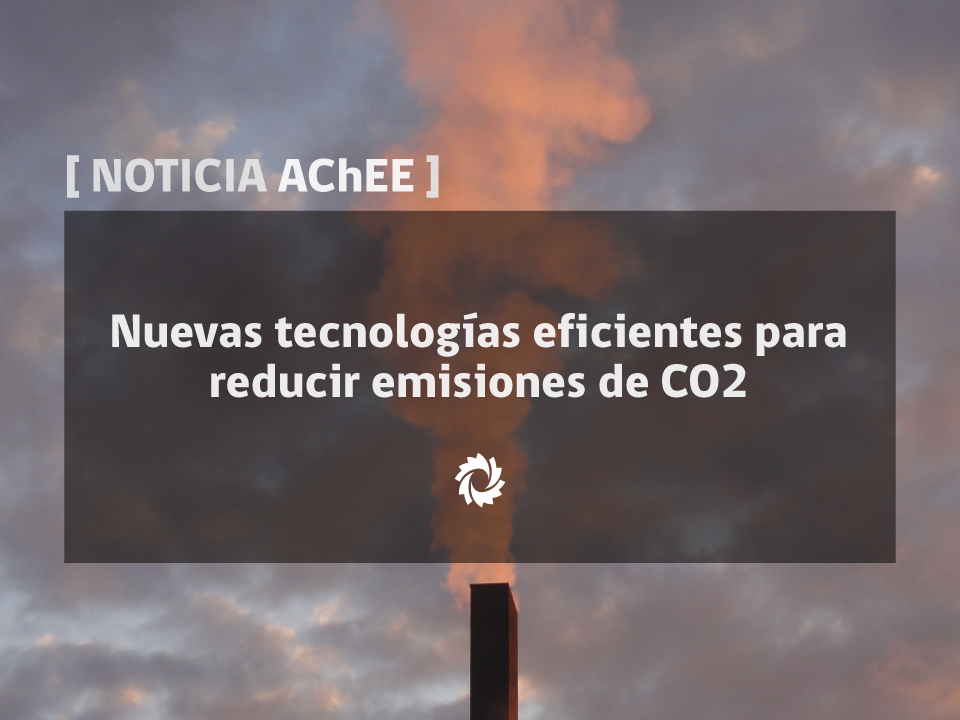 [ NOTICIA AChEE ]
Nuevas tecnologías eficientes para
reducir emisiones de CO2